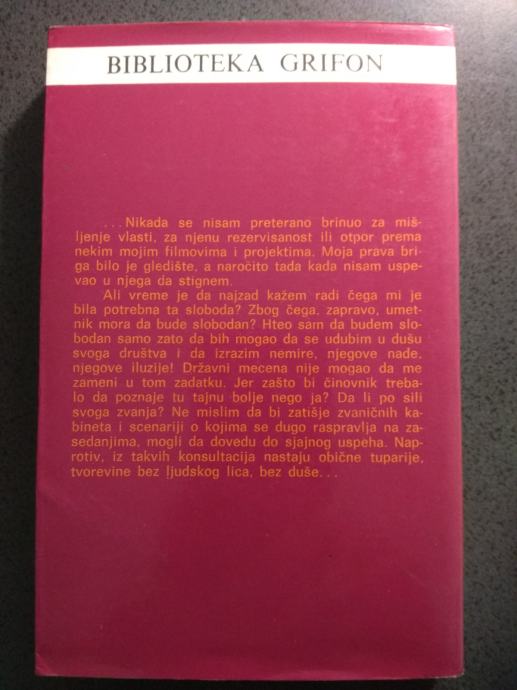 BIBLIOTEKA GRIFON
...Nikada se nisam preterano brinuo za miš-
ljenje vlasti, za njenu rezervisanost ili otpor prema
nekim mojim filmovima i projektima. Moja prava bri-
ga bilo je gledište, a naročito tada kada nisam uspe-
vao u njega da stignem.
Ali vreme je da najzad kažem radi čega mi je
bila potrebna ta sloboda? Zbog čega, zapravo, umet-
nik mora da bude slobodan? Hteo sam da budem slo-
bodan samo zato da bih mogao da se udubim u dušu
svoga društva i da izrazim nemire, njegove nade,
njegove iluzije! Državni mecena nije mogao da me
zameni u tom zadatku. Jer zašto bi činovnik treba-
lo da poznaje tu tajnu bolje nego ja? Da li po sili
svoga zvanja? Ne mislim da bi zatišje zvaničnih ka-
bineta i scenariji o kojima se dugo raspravlja na za-
sedanjima, mogli da dovedu do sjajnog uspeha. Nap-
rotiv, iz takvih konsultacija nastaju obične tuparije,
tvorevine bez ljudskog lica, bez duše...